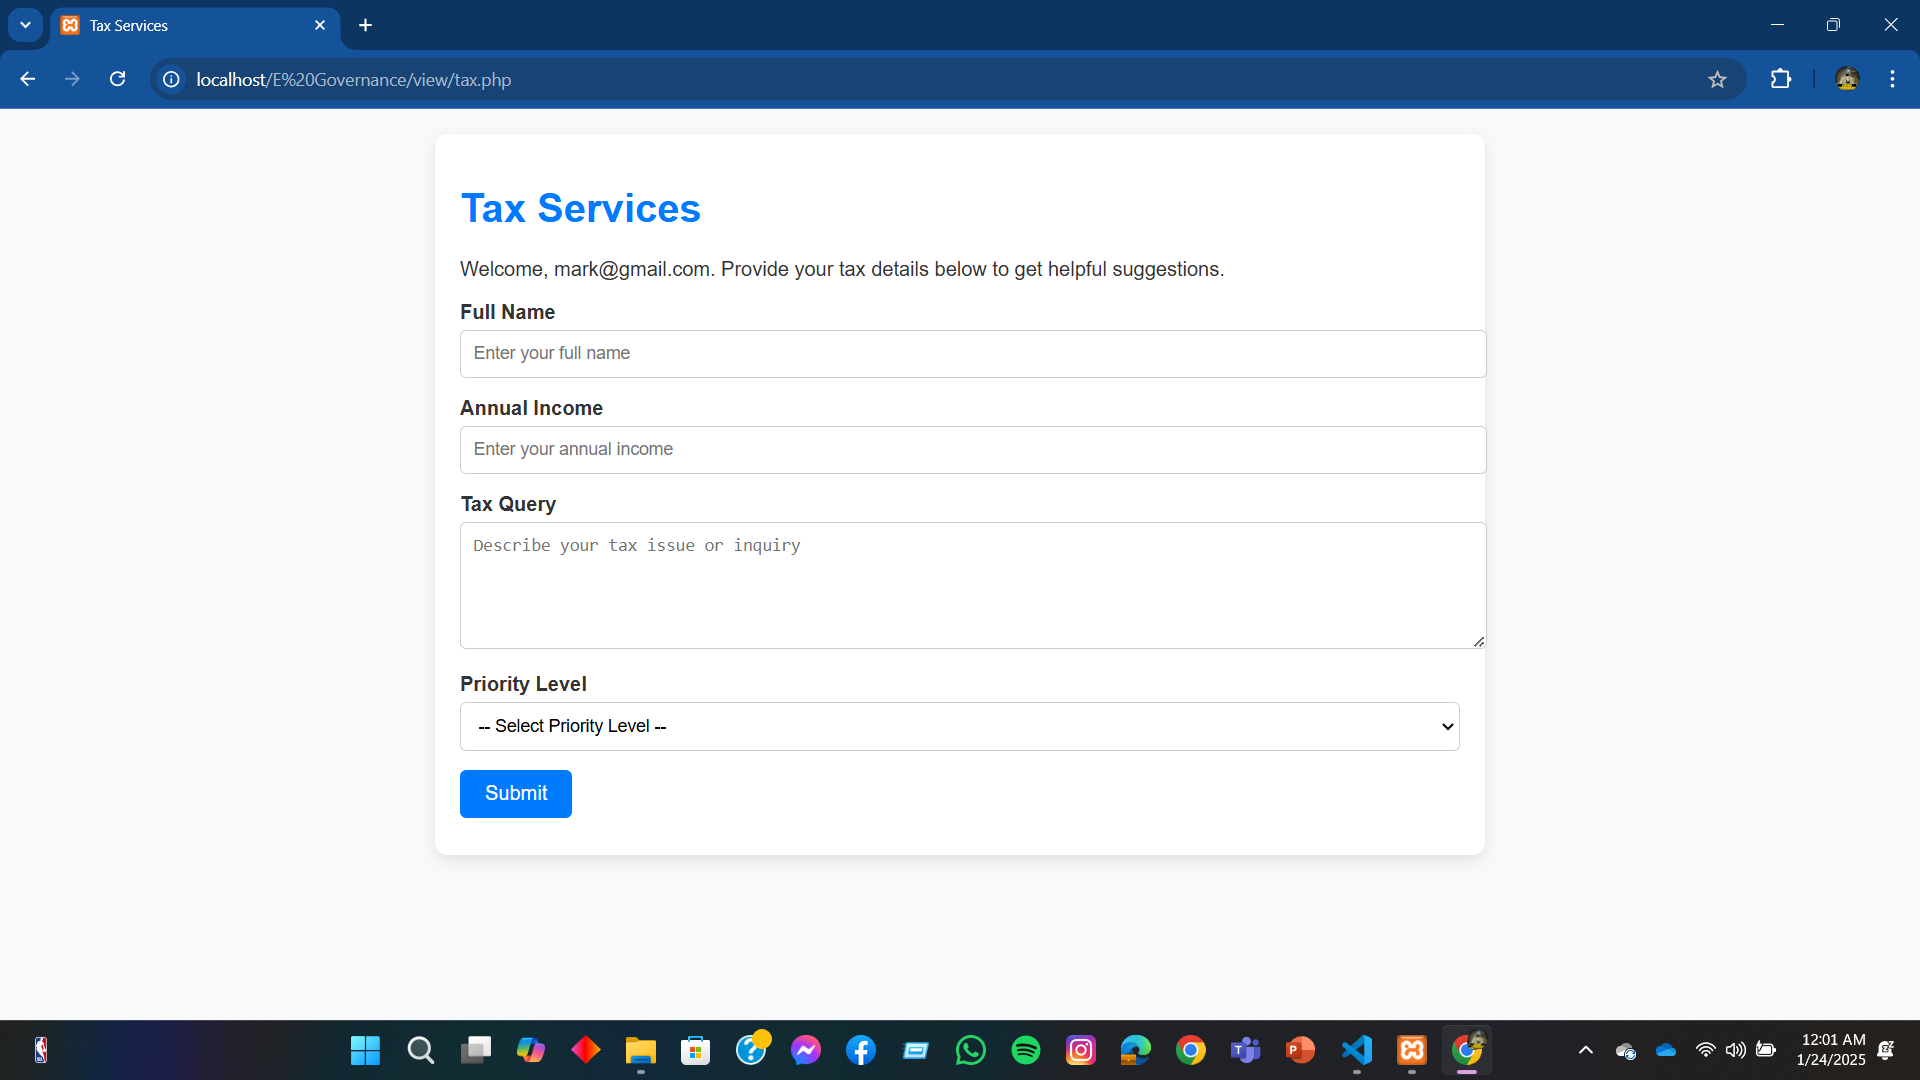 Tax Services
localhost/E%20Governance/view/tax.php
Tax Services
Welcome, mark@gmail.com. Provide your tax details below to get helpful suggestions.
Full Name
Enter your full name
Annual Income
Enter your annual income
Tax Query
Describe your tax issue or inquiry
Priority Level
-- Select Priority Level --
Submit
12:01 AM
1/24/2025